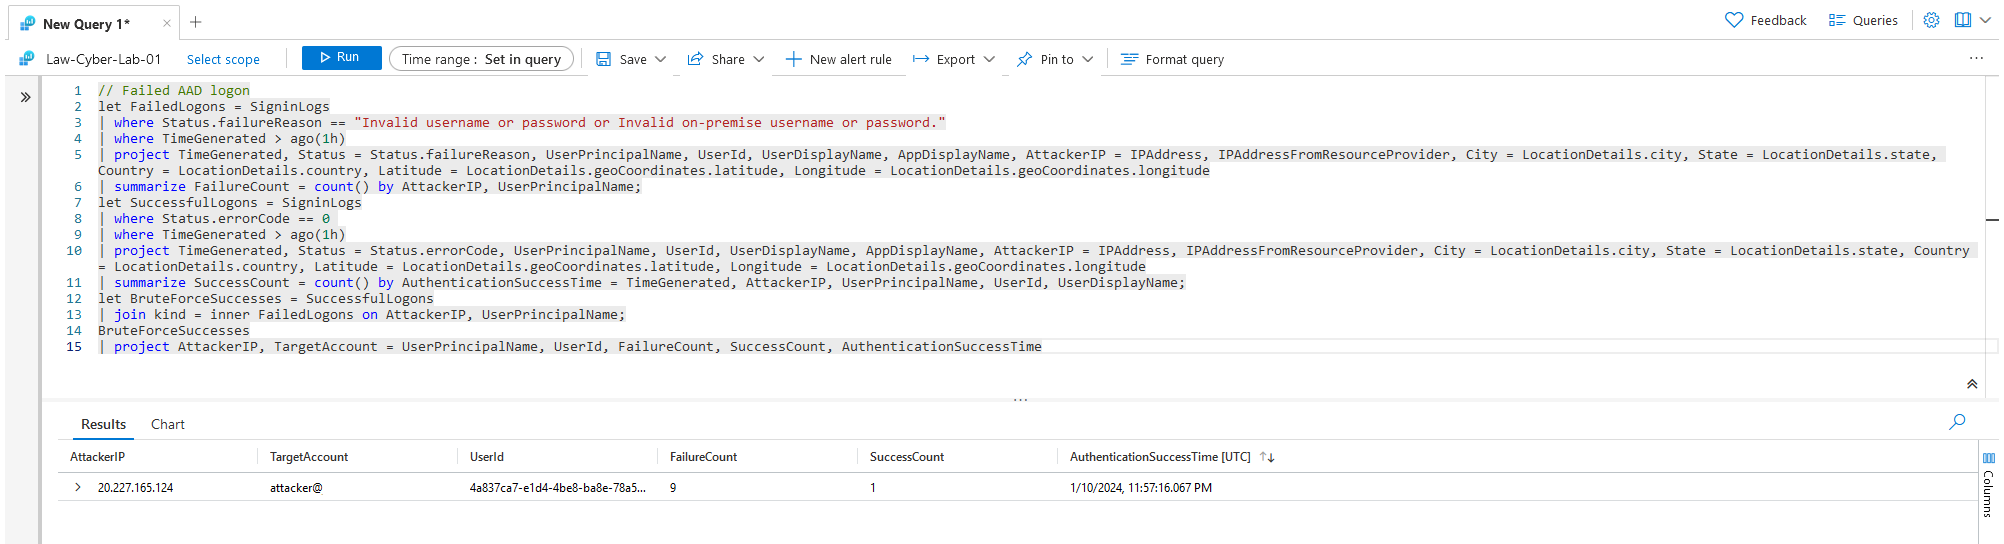 New Query 1*
Feedback
Queries
Law-Cyber-Lab-01
Select scope
Run
Time range : Set in query
Save
Share
New alert rule
Export
Pin to
Format query
1 // Failed AAD logon
2 let FailedLogons = SigninLogs
3 | where Status.failureReason == "Invalid username or password or Invalid on-premise username or password."
4 | where TimeGenerated > ago(1h)
5 | project TimeGenerated, Status = Status.failureReason, UserPrincipalName, UserId, UserDisplayName, AppDisplayName, AttackerIP = IPAddress, IPAddressFromResourceProvider, City = LocationDetails.city, State = LocationDetails.state,
Country = LocationDetails.country, Latitude = LocationDetails.geoCoordinates.latitude, Longitude = LocationDetails.geoCoordinates.longitude
6 | summarize FailureCount = count() by AttackerIP, UserPrincipalName;
7 let SuccessfulLogons = SigninLogs
8 | where Status.errorCode == 0
9 | where TimeGenerated > ago(1h)
10 | project TimeGenerated, Status = Status.errorCode, UserPrincipalName, UserId, UserDisplayName, AppDisplayName, AttackerIP = IPAddress, IPAddressFromResourceProvider, City = LocationDetails.city, State = LocationDetails.state, Country
= LocationDetails.country, Latitude = LocationDetails.geoCoordinates.latitude, Longitude = LocationDetails.geoCoordinates.longitude
11 | summarize SuccessCount = count() by AuthenticationSuccessTime = TimeGenerated, AttackerIP, UserPrincipalName, UserId, UserDisplayName;
12 let BruteForceSuccesses = SuccessfulLogons
13 | join kind = inner FailedLogons on AttackerIP, UserPrincipalName;
14 BruteForceSuccesses
15 | project AttackerIP, TargetAccount = UserPrincipalName, UserId, FailureCount, SuccessCount, AuthenticationSuccessTime
Results Chart
AttackerIP TargetAccount UserId FailureCount SuccessCount AuthenticationSuccessTime [UTC]
20.227.165.124 attacker@ 4a837ca7-e1d4-4be8-ba8e-78a5... 9 1 1/10/2024, 11:57:16.067 PM
Columns